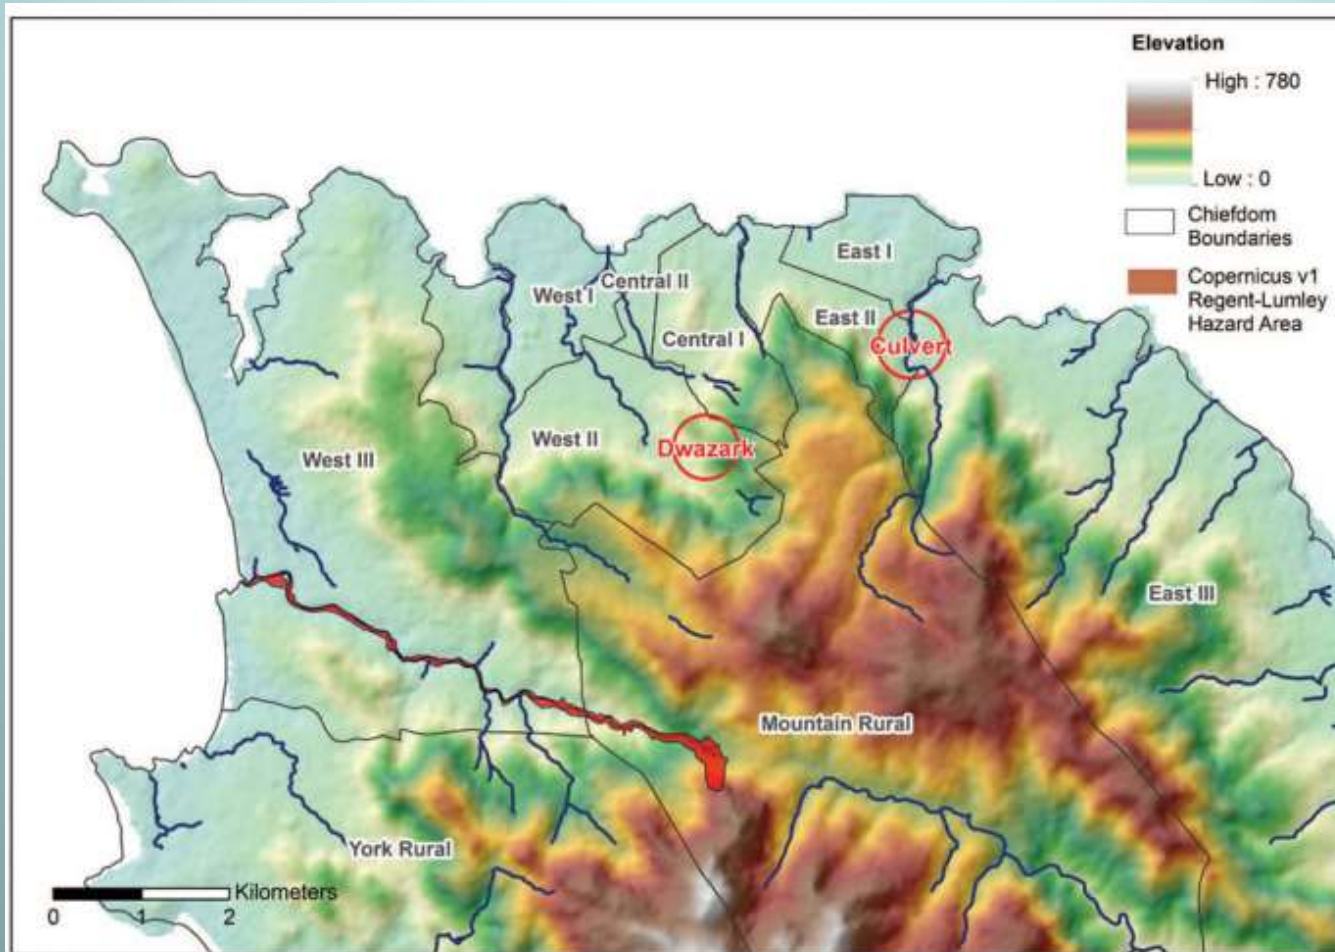 Elevation
High : 780
Low : 0
Chiefdom
Boundaries
Copernicus v1
Regent-Lumley
Hazard Area
East I
Central II
West I
East II
Central I
Culvert
West II
Dwazark
West III
East III
Mountain Rural
York Rural
Kilometers
0 1 2